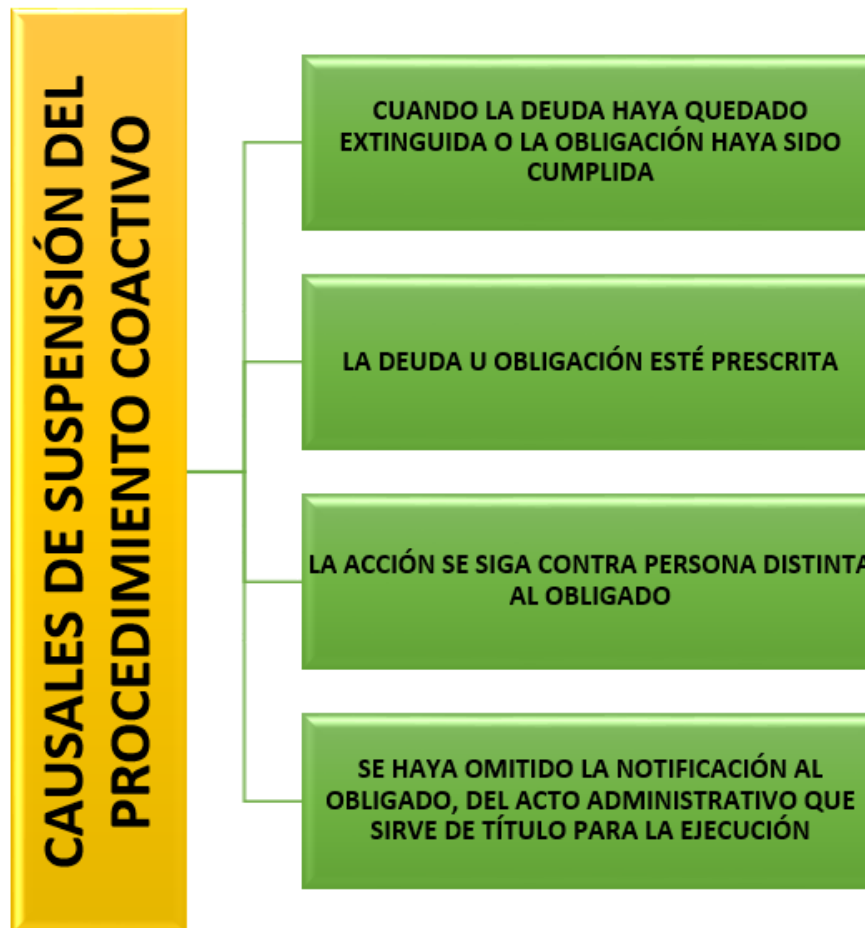 CAUSALES DE SUSPENSIÓN DEL
PROCEDIMIENTO COACTIVO
CUANDO LA DEUDA HAYA QUEDADO
EXTINGUIDA O LA OBLIGACIÓN HAYA SIDO
CUMPLIDA
LA DEUDA U OBLIGACIÓN ESTÉ PRESCRITA
LA ACCIÓN SE SIGA CONTRA PERSONA DISTINTA
AL OBLIGADO
SE HAYA OMITIDO LA NOTIFICACIÓN AL
OBLIGADO, DEL ACTO ADMINISTRATIVO QUE
SIRVE DE TÍTULO PARA LA EJECUCIÓN